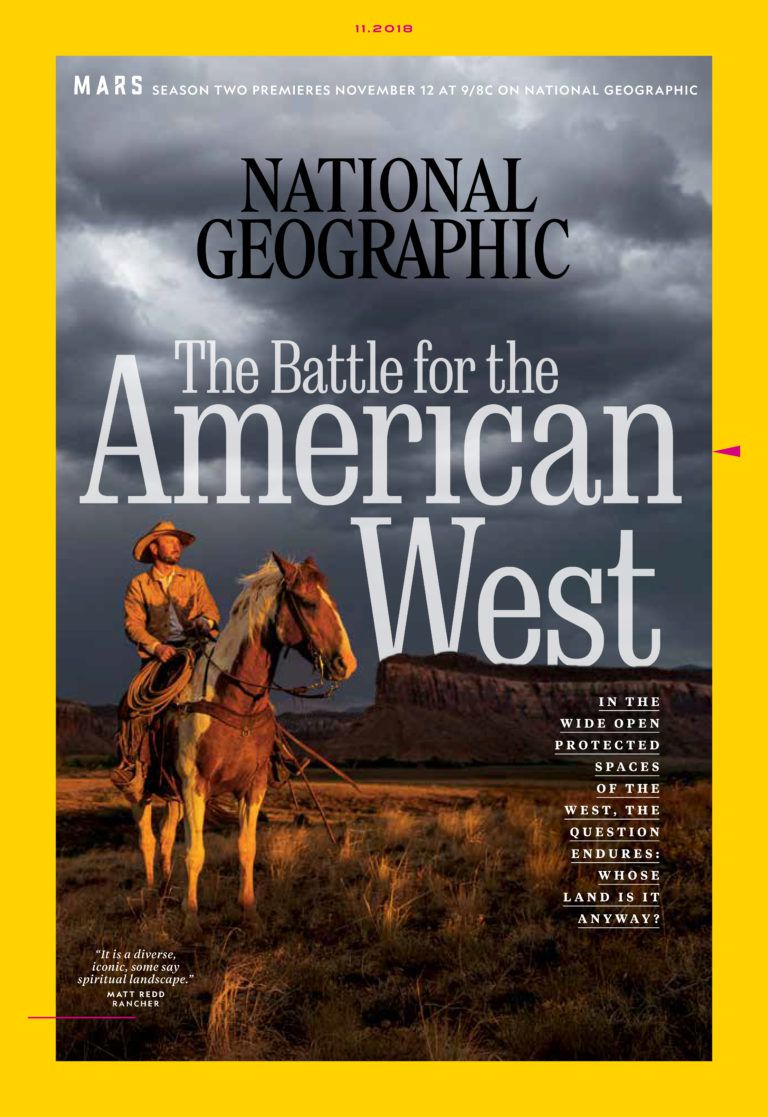 11.2018
MARS SEASON TWO PREMIERES NOVEMBER 12 AT 9/8C ON NATIONAL GEOGRAPHIC
NATIONAL
GEOGRAPHIC
The Battle for the
American
West
IN THE
WIDE OPEN
PROTECTED
SPACES
OF THE
WEST, THE
QUESTION
ENDURES:
WHOSE
LAND IS IT
ANYWAY?
“It is a diverse,
iconic, some say
spiritual landscape.”
MATT REDD
RANCHER